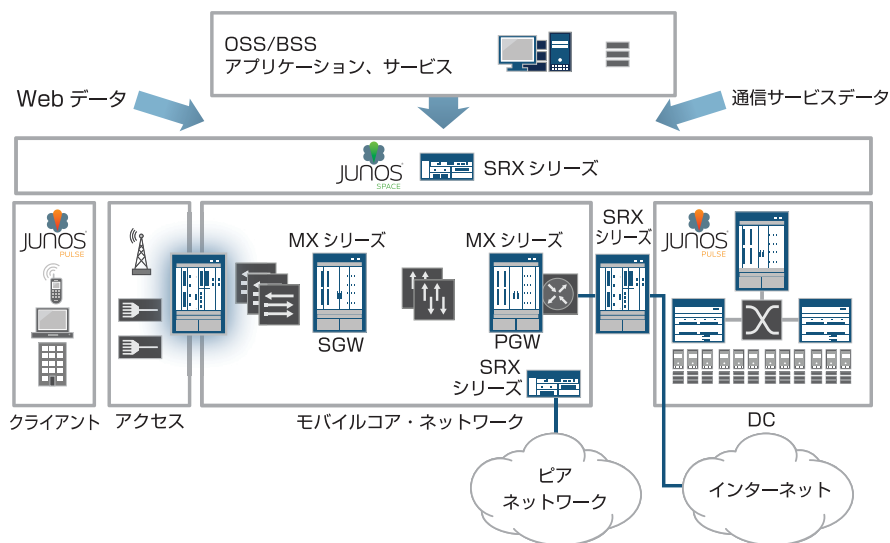 OSS/BSS
アプリケーション、サービス
Web データ
通信サービスデータ
JUNOS
SPACE
SRX シリーズ
JUNOS
PULSE
MX シリーズ
SGW
MX シリーズ
PGW
SRX
シリーズ
SRX
シリーズ
JUNOS
PULSE
クライアント
アクセス
モバイルコア・ネットワーク
DC
ピア
ネットワーク
インターネット